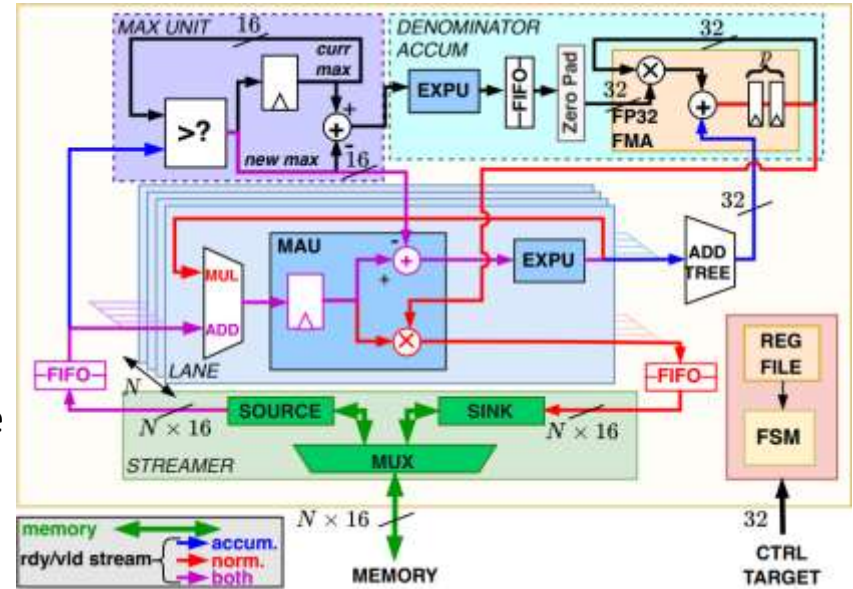 MAX UNIT
16
curr
max
>?
+
+
-
new max
16
DENOMINATOR
ACCUM
EXPU
FIFO
Zero Pad
32
32
×
+
p
FP32
FMA
32
MAU
MUL
ADD
-
+
+
×
EXPU
ADD
TREE
LANE
N
FIFO
FIFO
N × 16
SOURCE
SINK
N × 16
MUX
STREAMER
REG
FILE
FSM
32
CTRL
TARGET
e
N × 16
MEMORY
memory
rdy/vld stream
accum.
norm.
both